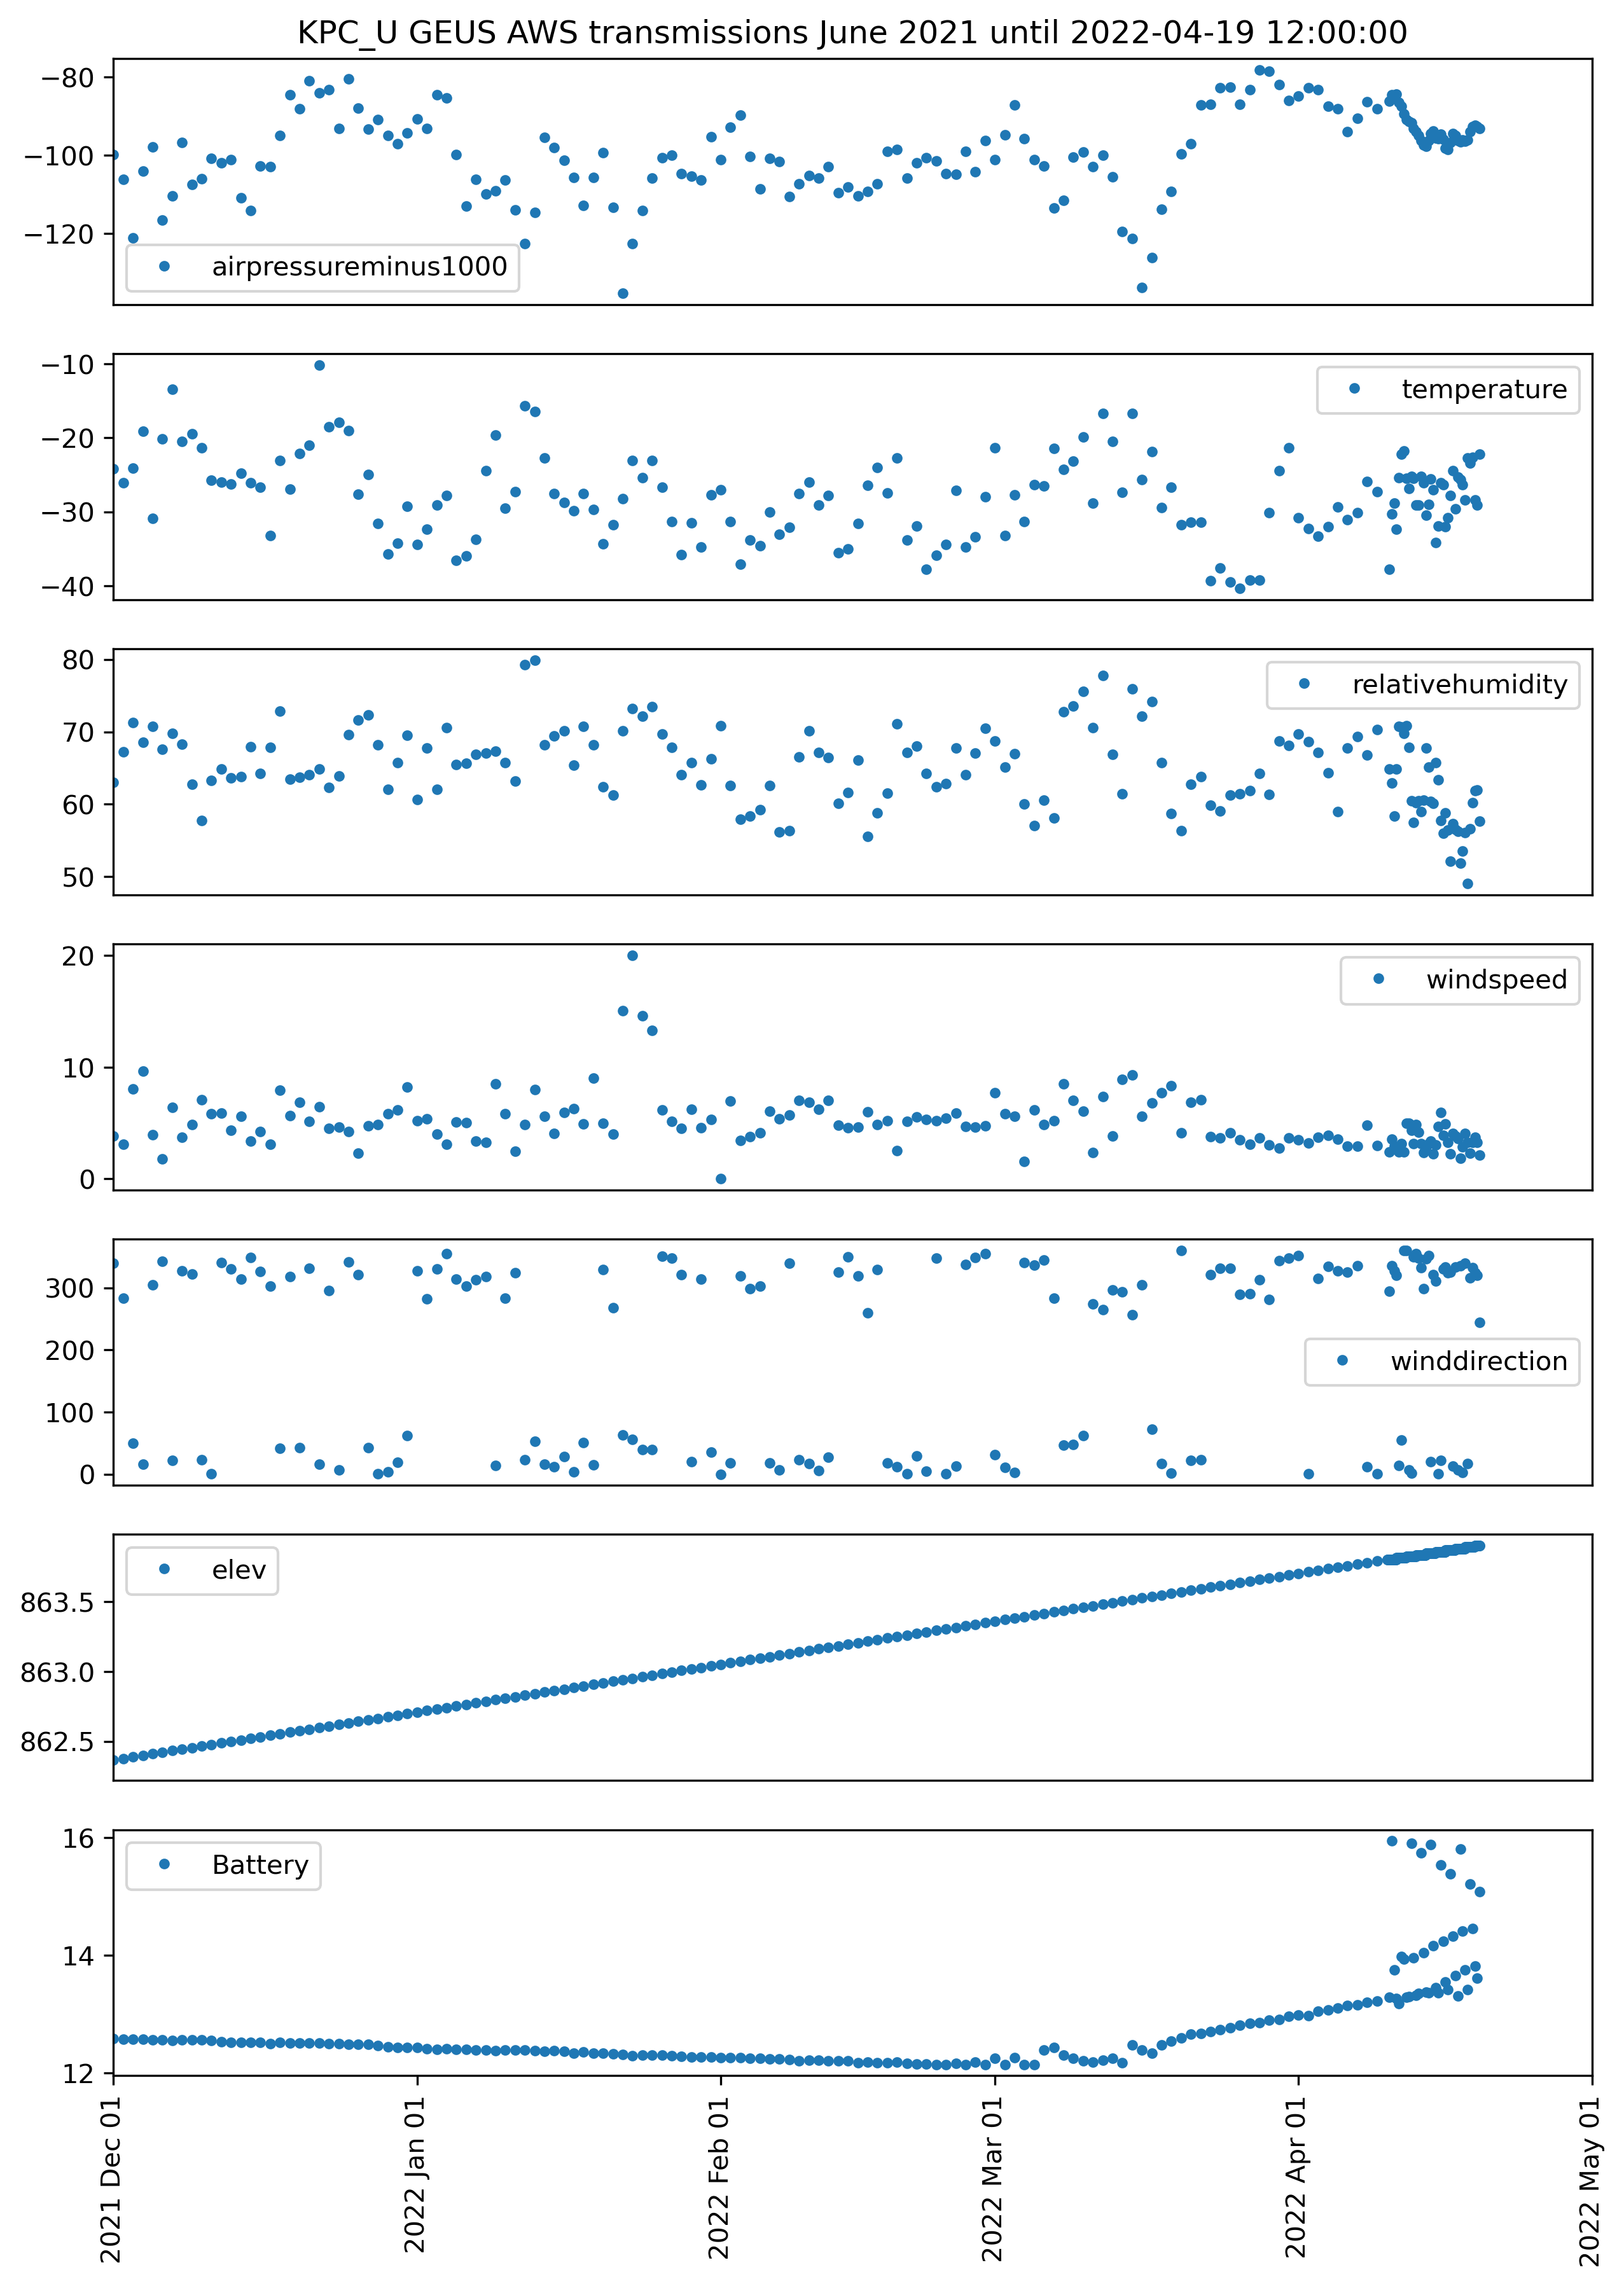 KPC_U GEUS AWS transmissions June 2021 until 2022-04-19 12:00:00
−80
−100
−120
airpressureminus1000
−10
−20
−30
−40
temperature
80
70
60
50
relativehumidity
20
10
0
windspeed
300
200
100
0
winddirection
863.5
863.0
862.5
elev
16
14
12
Battery
2021 Dec 01
2022 Jan 01
2022 Feb 01
2022 Mar 01
2022 Apr 01
2022 May 01